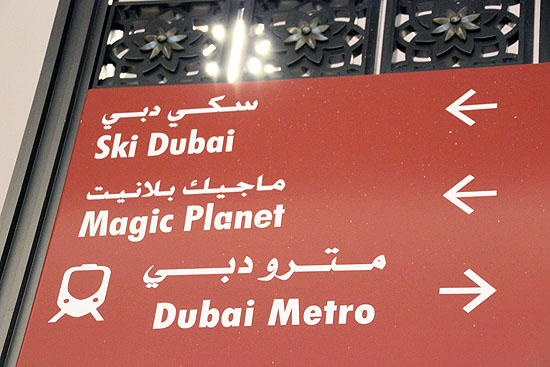 سكي دبي
Ski Dubai
ماجيك بلانيت
Magic Planet
مترو دبي
Dubai Metro